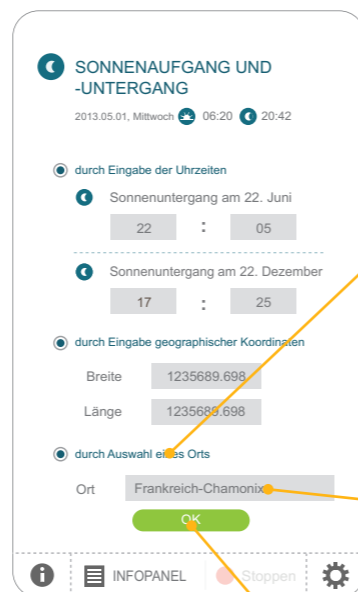 SONNENAUFGANG UND
-UNTERGANG
2013.05.01, Mittwoch 06:20 20:42
durch Eingabe der Uhrzeiten
Sonnenuntergang am 22. Juni
22 : 05
Sonnenuntergang am 22. Dezember
17 : 25
durch Eingabe geographischer Koordinaten
Breite 1235689.698
Länge 1235689.698
durch Auswahl eines Orts
Ort Frankreich-Chamonix
OK
INFOPANEL Stoppen